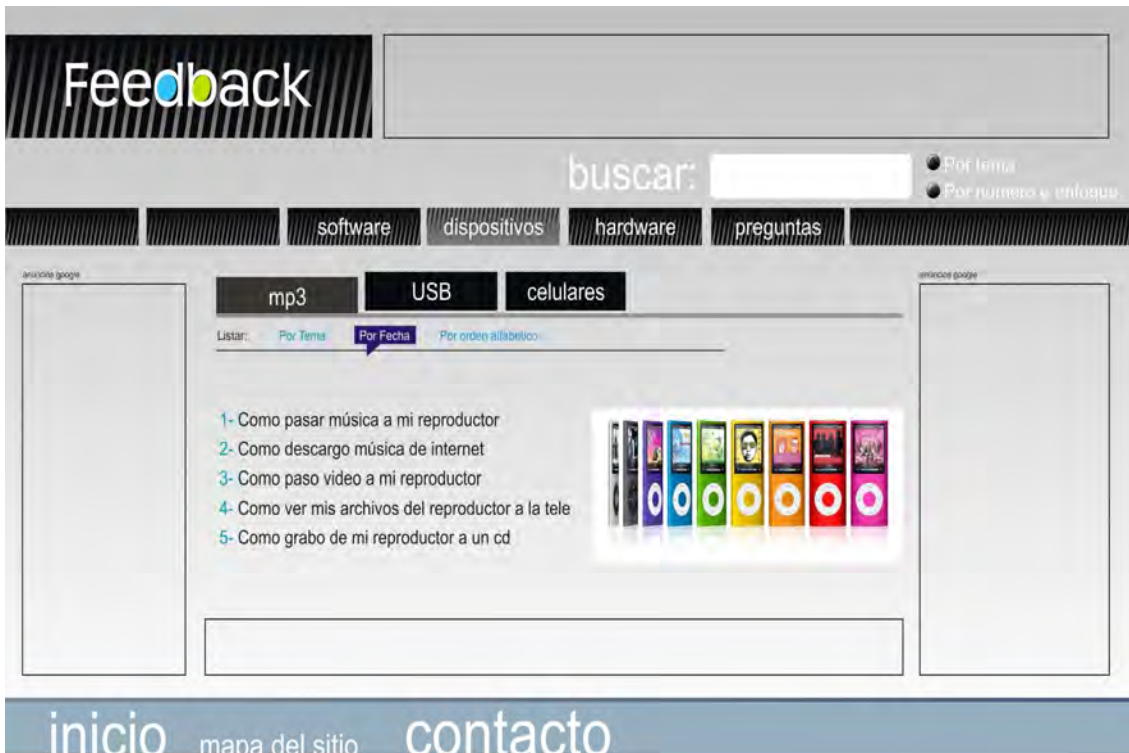 Feedback
buscar:
Por tema
Por numero e enfoque
software dispositivos hardware preguntas
anuncios google
anuncios google
mp3 USB celulares
Listar: Por Tema Por Fecha Por orden alfabetico
1- Como pasar música a mi reproductor
2- Como descargo música de internet
3- Como paso video a mi reproductor
4- Como ver mis archivos del reproductor a la tele
5- Como grabo de mi reproductor a un cd
inicio mapa del sitio contacto